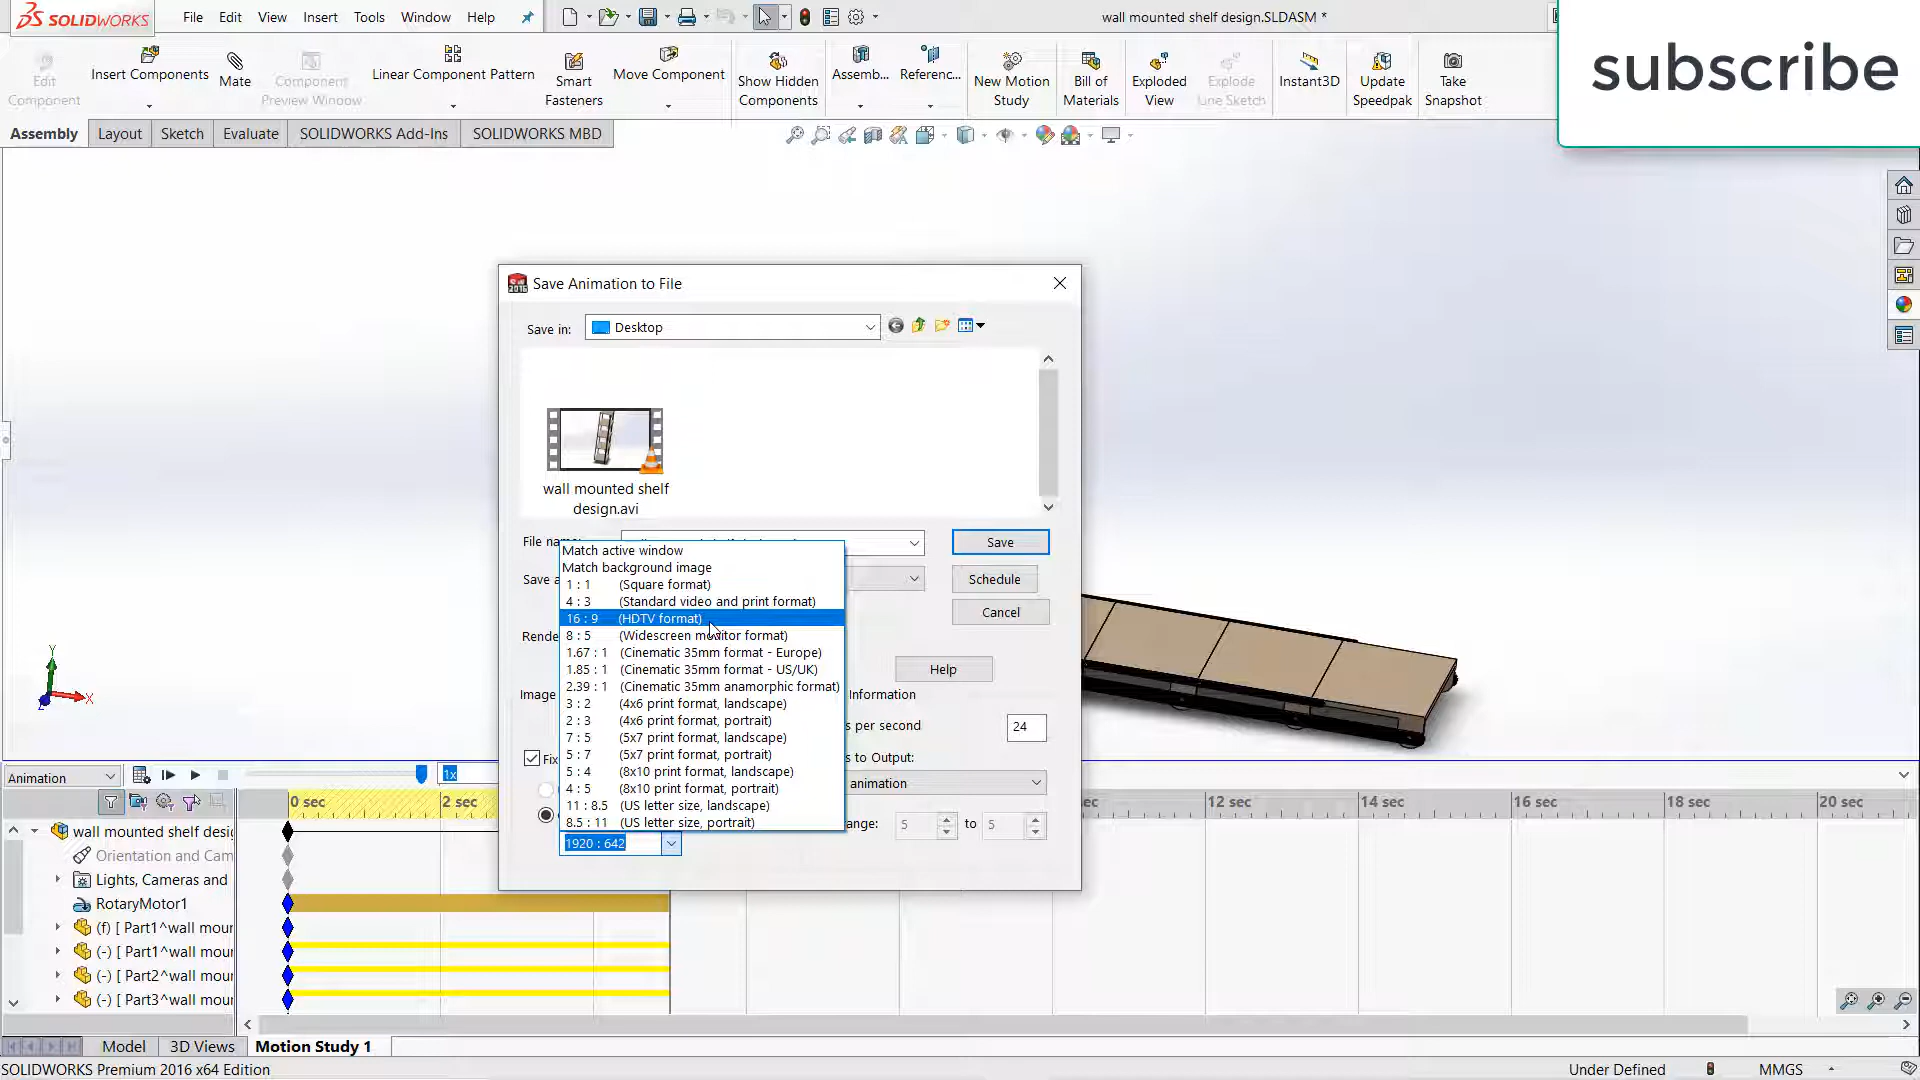 SOLIDWORKS File Edit View Insert Tools Window Help wall mounted shelf design.SLDASM *
subscribe
Edit Component
Insert Components
Mate
Component Preview Window
Linear Component Pattern
Smart Fasteners
Move Component
Show Hidden Components
Assemb...
Referenc...
New Motion Study
Bill of Materials
Exploded View
Explode Line Sketch
Instant3D
Update Speedpak
Take Snapshot
Assembly Layout Sketch Evaluate SOLIDWORKS Add-Ins SOLIDWORKS MBD
Save Animation to File
Save in: Desktop
wall mounted shelf
design.avi
File
Save
Match active window
Match background image
Save
Schedule
1 : 1 (Square format)
4 : 3 (Standard video and print format)
Cancel
16 : 9 (HDTV format)
Rende
8 : 5 (Widescreen monitor format)
1.67 : 1 (Cinematic 35mm format - Europe)
1.85 : 1 (Cinematic 35mm format - US/UK)
Help
2.39 : 1 (Cinematic 35mm anamorphic format)
Image
Information
3 : 2 (4x6 print format, landscape)
2 : 3 (4x6 print format, portrait)
s per second 24
7 : 5 (5x7 print format, landscape)
5 : 7 (5x7 print format, portrait)
Fix
s to Output:
5 : 4 (8x10 print format, landscape)
4 : 5 (8x10 print format, portrait)
animation
11 : 8.5 (US letter size, landscape)
8.5 : 11 (US letter size, portrait)
ange: 5 to 5
1920 : 642
Y
X
Animation 1x
0 sec 2 sec ec 12 sec 14 sec 16 sec 18 sec 20 sec
wall mounted shelf desi
Orientation and Cam
Lights, Cameras and
RotaryMotor1
(f) [ Part1^wall mour
(-) [ Part1^wall mour
(-) [ Part2^wall mour
(-) [ Part3^wall mour
Model 3D Views Motion Study 1
SOLIDWORKS Premium 2016 x64 Edition Under Defined MMGS